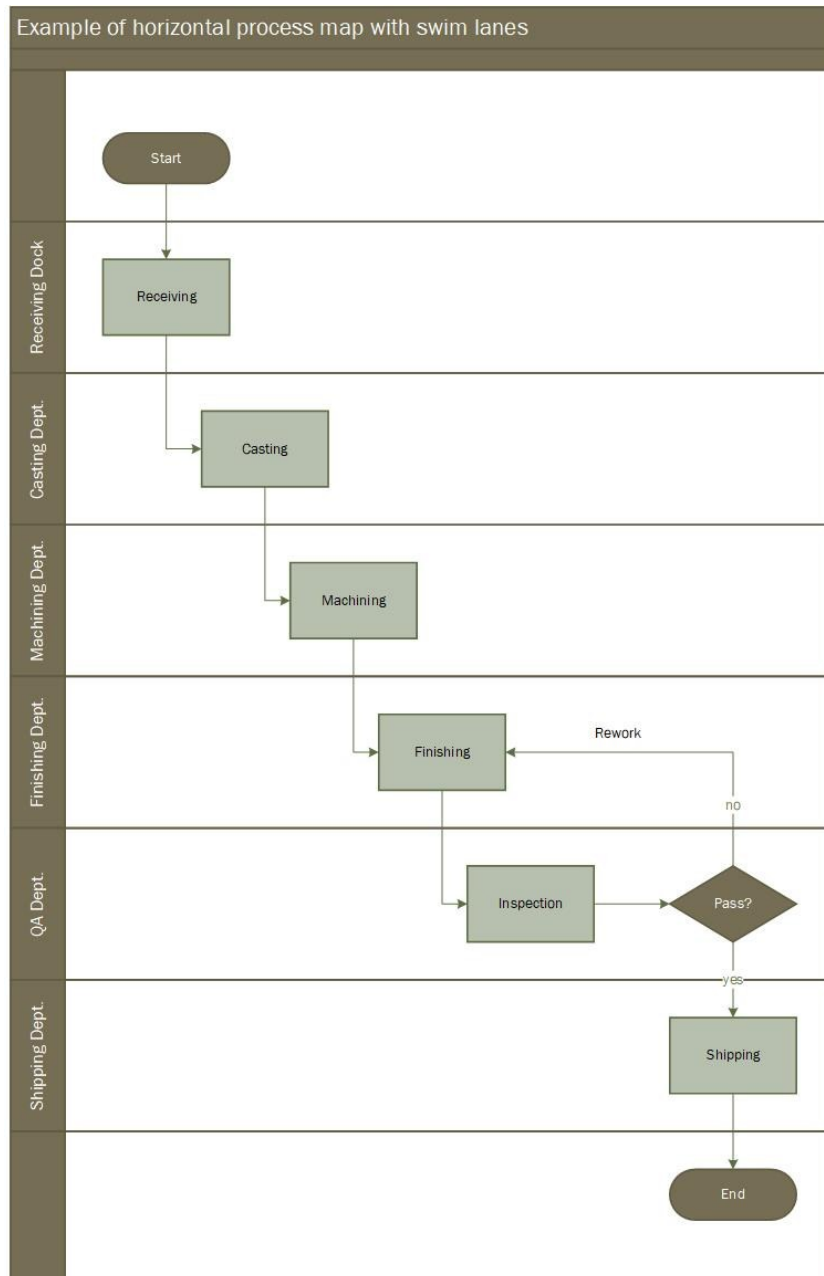 Example of horizontal process map with swim lanes
Start
Receiving Dock
Receiving
Casting Dept.
Casting
Machining Dept.
Machining
Finishing Dept.
Finishing
Rework
no
QA Dept.
Inspection
Pass?
yes
Shipping Dept.
Shipping
End